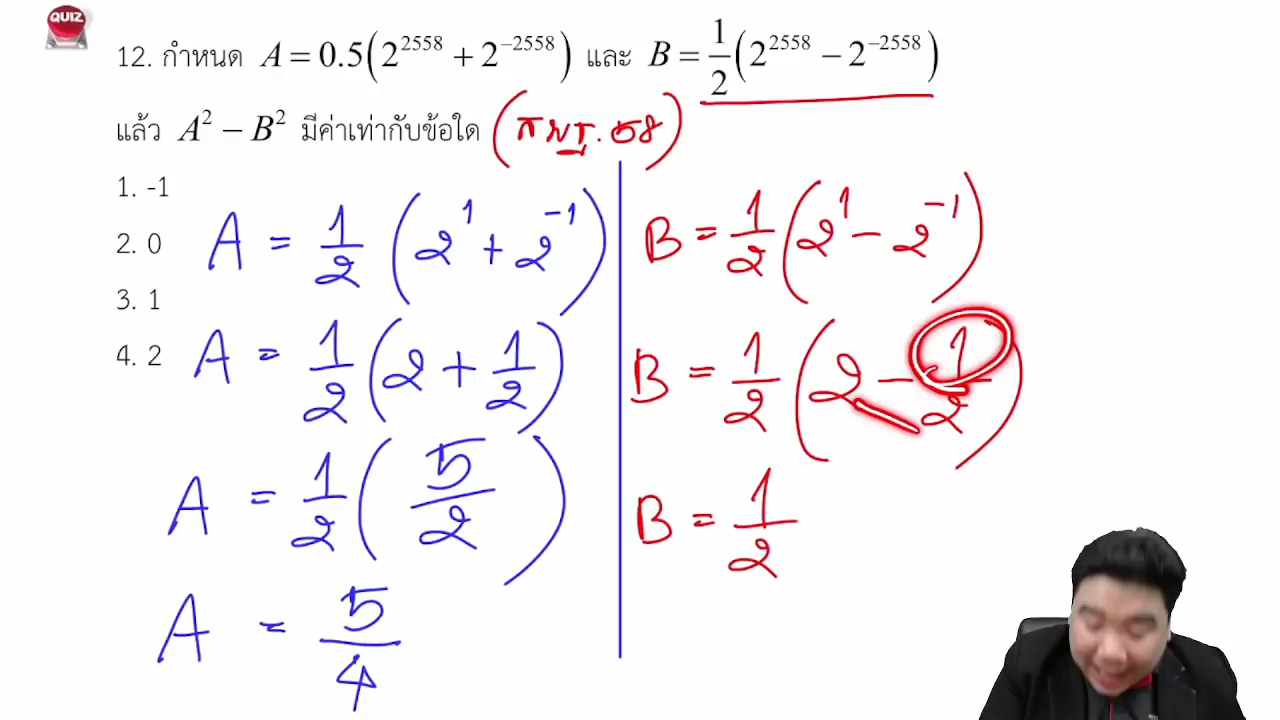 QUIZ
12. กำหนด A = 0.5(2^2558 + 2^-2558) และ B = 1/2(2^2558 − 2^-2558)
แล้ว A² − B² มีค่าเท่ากับข้อใด (กพร. 58)
1. -1
2. 0
3. 1
4. 2
A = 1/2 (2^1 + 2^-1)
A = 1/2 (2 + 1/2)
A = 1/2 (5/2)
A = 5/4
B = 1/2 (2^1 − 2^-1)
B = 1/2 (2 − 1/2)
B = 1/2